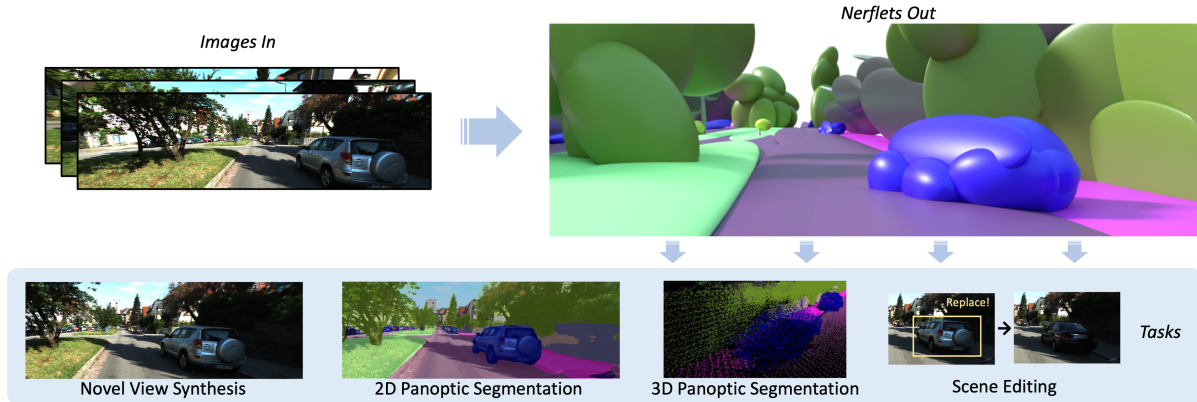 Images In
Nerflets Out
Replace!
Tasks
Novel View Synthesis
2D Panoptic Segmentation
3D Panoptic Segmentation
Scene Editing